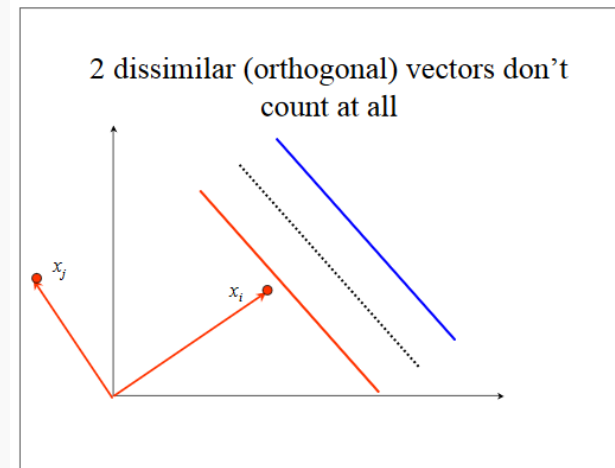 2 dissimilar (orthogonal) vectors don’t
count at all
xj
xi